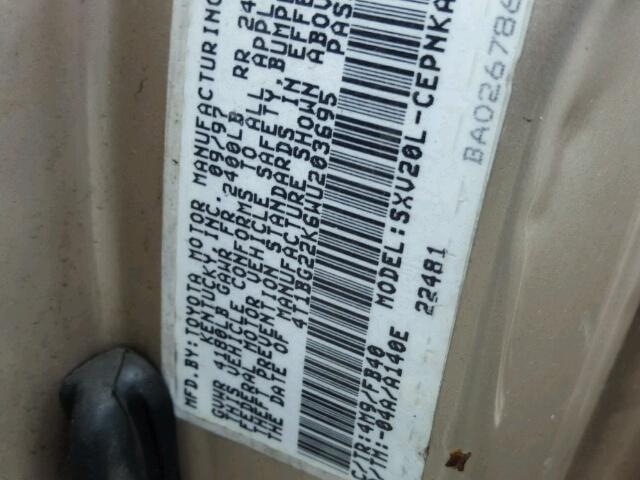 MFD. BY: TOYOTA MOTOR MANUFACTURING
KENTUCKY, INC. 09/97
GVWR 4180LB GAWR FR 2400LB RR 24
THIS VEHICLE CONFORMS TO ALL APPL
FEDERAL MOTOR VEHICLE SAFETY, BUMPE
THEFT PREVENTION STANDARDS IN EFFE
THE DATE OF MANUFACTURE SHOWN ABOV
4T1BG22K6WU203695 PAS
C/TR:4M9/FB40 MODEL:SXV20L-CEPNKA
/TM:-04A/A140E 22481
BA026786